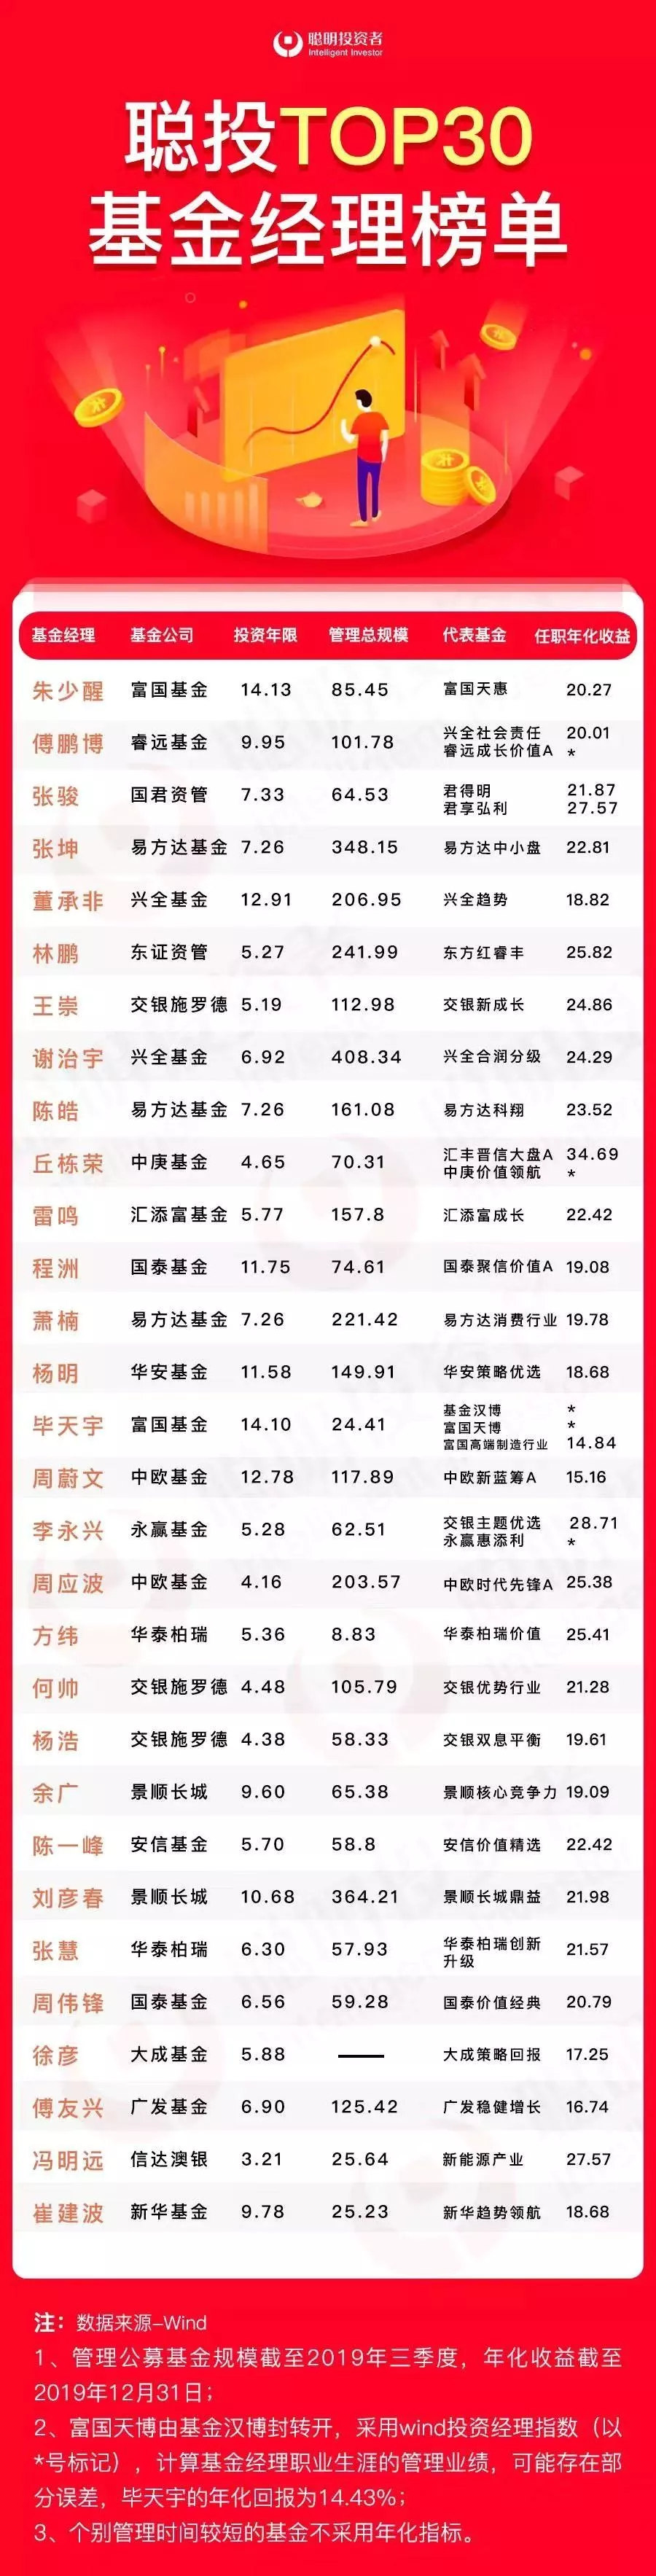 聪明投资者
Intelligent Investor
聪投TOP30
基金经理榜单
基金经理 基金公司 投资年限 管理总规模 代表基金 任职年化收益
朱少醒 富国基金 14.13 85.45 富国天惠 20.27
傅鹏博 睿远基金 9.95 101.78 兴全社会责任 20.01
睿远成长价值A *
张骏 国君资管 7.33 64.53 君得明 21.87
君享弘利 27.57
张坤 易方达基金 7.26 348.15 易方达中小盘 22.81
董承非 兴全基金 12.91 206.95 兴全趋势 18.82
林鹏 东证资管 5.27 241.99 东方红睿丰 25.82
王崇 交银施罗德 5.19 112.98 交银新成长 24.86
谢治宇 兴全基金 6.92 408.34 兴全合润分级 24.29
陈皓 易方达基金 7.26 161.08 易方达科翔 23.52
丘栋荣 中庚基金 4.65 70.31 汇丰晋信大盘A 34.69
中庚价值领航 *
雷鸣 汇添富基金 5.77 157.8 汇添富成长 22.42
程洲 国泰基金 11.75 74.61 国泰聚信价值A 19.08
萧楠 易方达基金 7.26 221.42 易方达消费行业 19.78
杨明 华安基金 11.58 149.91 华安策略优选 18.68
毕天宇 富国基金 14.10 24.41 基金汉博 *
富国天博 *
富国高端制造行业 14.84
周蔚文 中欧基金 12.78 117.89 中欧新蓝筹A 15.16
李永兴 永赢基金 5.28 62.51 交银主题优选 28.71
永赢惠添利 *
周应波 中欧基金 4.16 203.57 中欧时代先锋A 25.38
方纬 华泰柏瑞 5.36 8.83 华泰柏瑞价值 25.41
何帅 交银施罗德 4.48 105.79 交银优势行业 21.28
杨浩 交银施罗德 4.38 58.33 交银双息平衡 19.61
余广 景顺长城 9.60 65.38 景顺核心竞争力 19.09
陈一峰 安信基金 5.70 58.8 安信价值精选 22.42
刘彦春 景顺长城 10.68 364.21 景顺长城鼎益 21.98
张慧 华泰柏瑞 6.30 57.93 华泰柏瑞创新 21.57
升级
周伟锋 国泰基金 6.56 59.28 国泰价值经典 20.79
徐彦 大成基金 5.88 —— 大成策略回报 17.25
傅友兴 广发基金 6.90 125.42 广发稳健增长 16.74
冯明远 信达澳银 3.21 25.64 新能源产业 27.57
崔建波 新华基金 9.78 25.23 新华趋势领航 18.68
注：数据来源-Wind
1、管理公募基金规模截至2019年三季度，年化收益截至
2019年12月31日；
2、富国天博由基金汉博封转开，采用wind投资经理指数（以
*号标记），计算基金经理职业生涯的管理业绩，可能存在部
分误差，毕天宇的年化回报为14.43%；
3、个别管理时间较短的基金不采用年化指标。